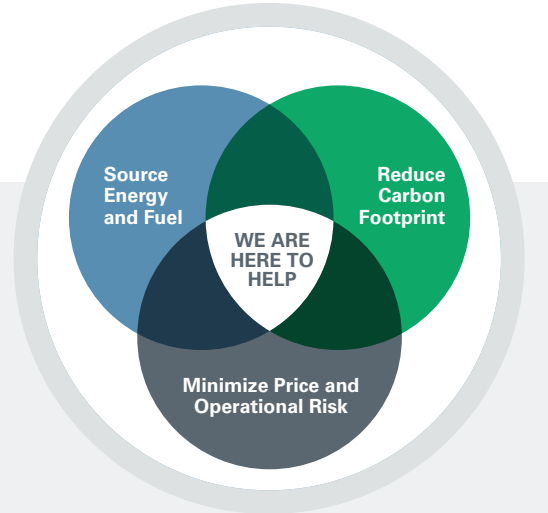 Source
Energy
and Fuel
Reduce
Carbon
Footprint
WE ARE
HERE TO
HELP
Minimize Price and
Operational Risk